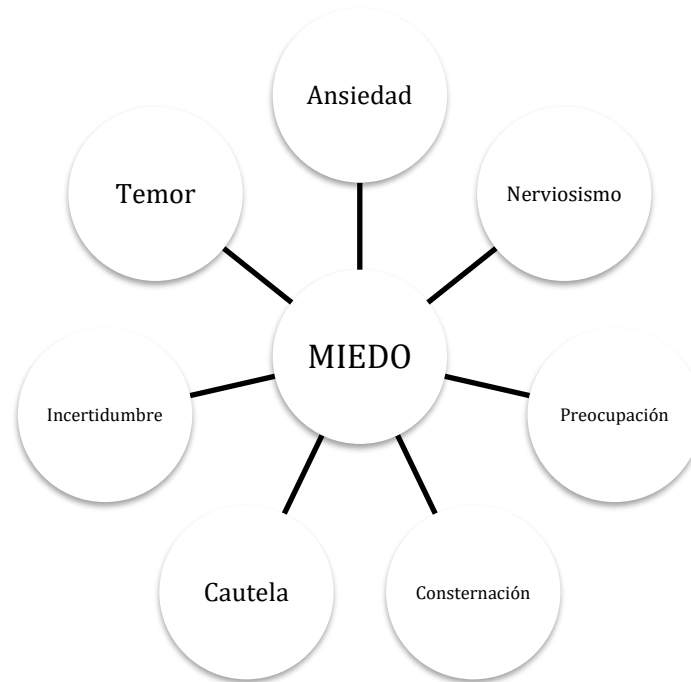 Ansiedad
Temor
Nerviosismo
MIEDO
Incertidumbre
Preocupación
Cautela
Consternación